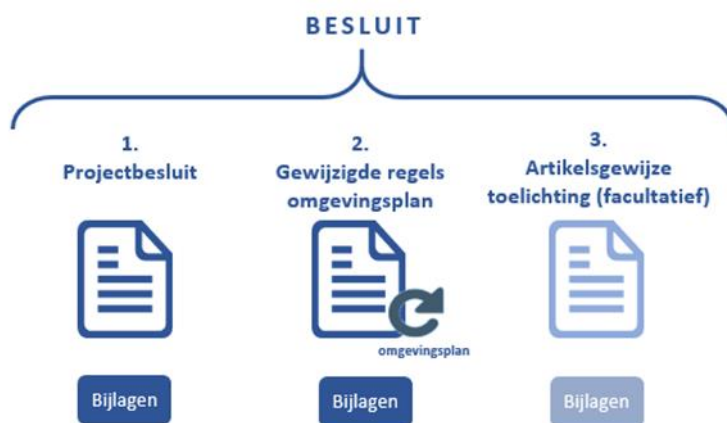 BESLUIT
1.
Projectbesluit
2.
Gewijzigde regels
omgevingsplan
3.
Artikelsgewijze
toelichting (facultatief)
omgevingsplan
Bijlagen
Bijlagen
Bijlagen